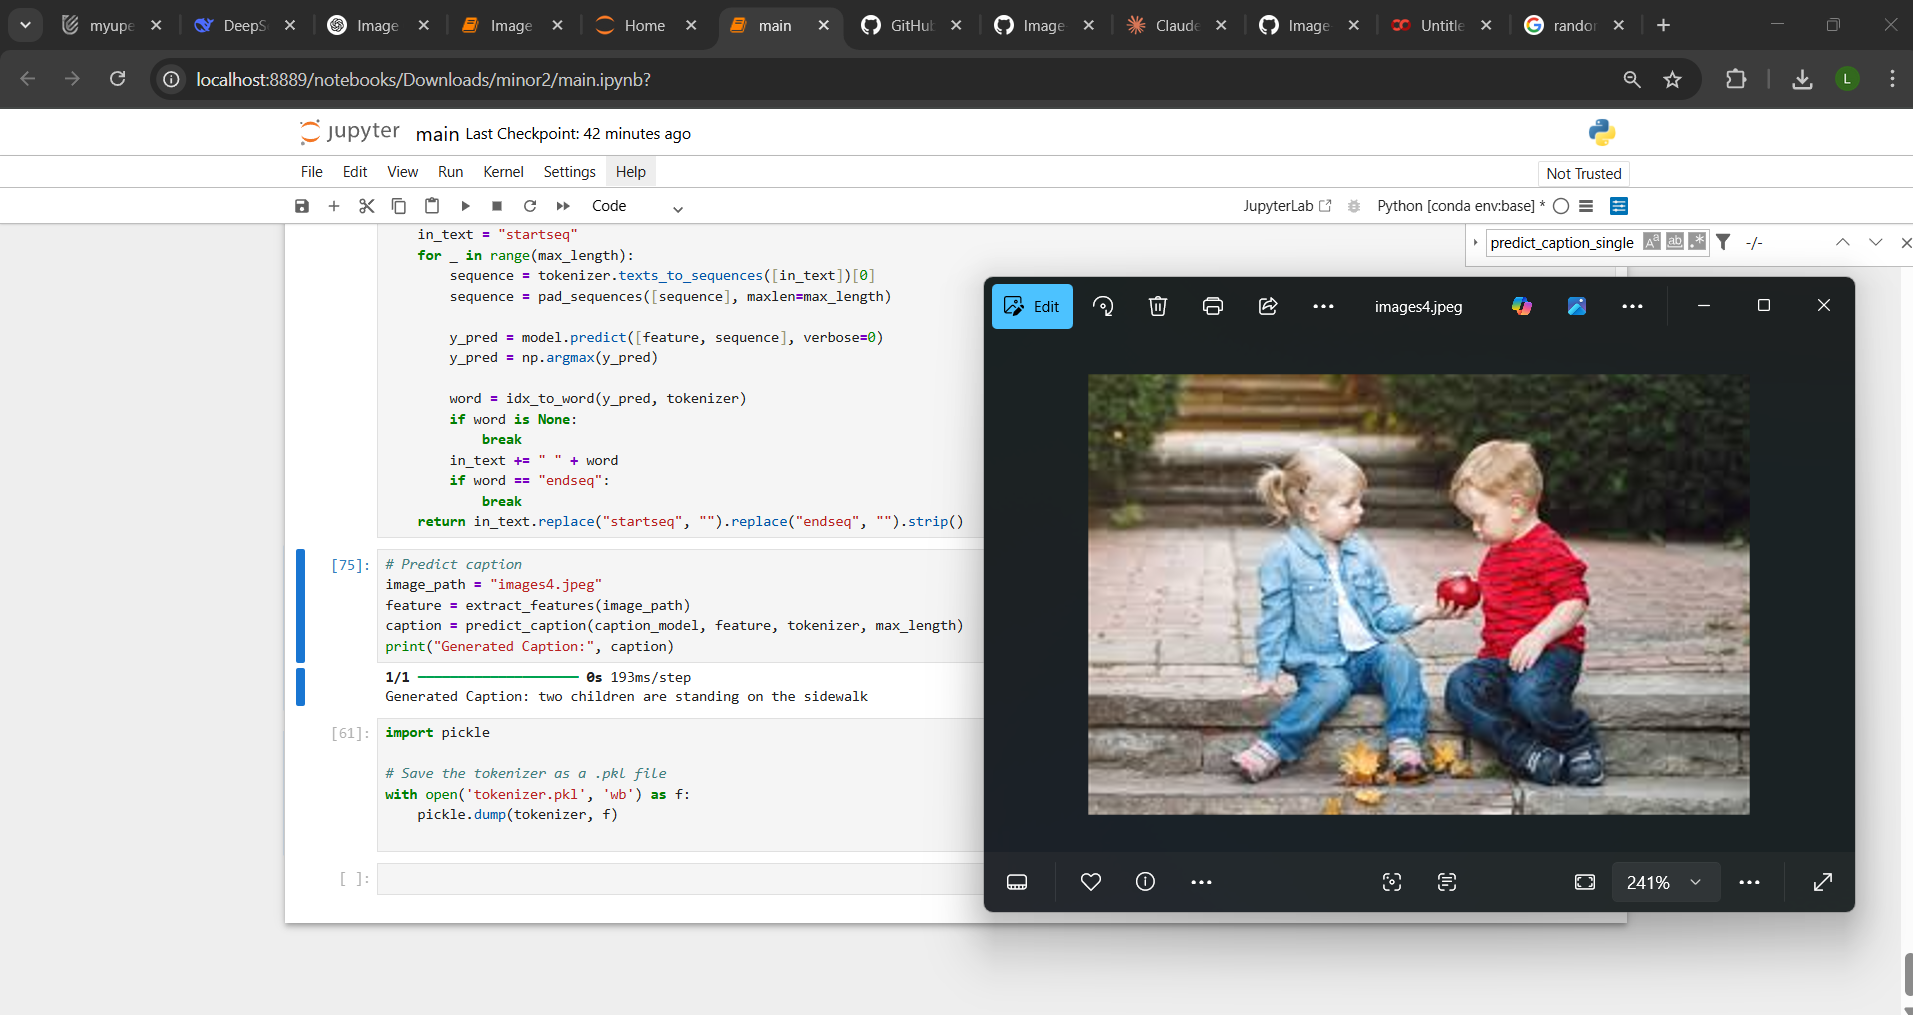 myupe
DeepS
Image
Image
Home
main
GitHub
Image
Claude
Image
Untitle
randor
localhost:8889/notebooks/Downloads/minor2/main.ipynb?
L
jupyter main Last Checkpoint: 42 minutes ago
File Edit View Run Kernel Settings Help
Not Trusted
Code
JupyterLab
Python [conda env:base] *
predict_caption_single
-/-
in_text = "startseq"
for _ in range(max_length):
    sequence = tokenizer.texts_to_sequences([in_text])[0]
    sequence = pad_sequences([sequence], maxlen=max_length)
    y_pred = model.predict([feature, sequence], verbose=0)
    y_pred = np.argmax(y_pred)
    word = idx_to_word(y_pred, tokenizer)
    if word is None:
        break
    in_text += " " + word
    if word == "endseq":
        break
return in_text.replace("startseq", "").replace("endseq", "").strip()
[75]:
# Predict caption
image_path = "images4.jpeg"
feature = extract_features(image_path)
caption = predict_caption(caption_model, feature, tokenizer, max_length)
print("Generated Caption:", caption)
1/1 0s 193ms/step
Generated Caption: two children are standing on the sidewalk
[61]:
import pickle
# Save the tokenizer as a .pkl file
with open('tokenizer.pkl', 'wb') as f:
    pickle.dump(tokenizer, f)
[ ]:
Edit
images4.jpeg
241%